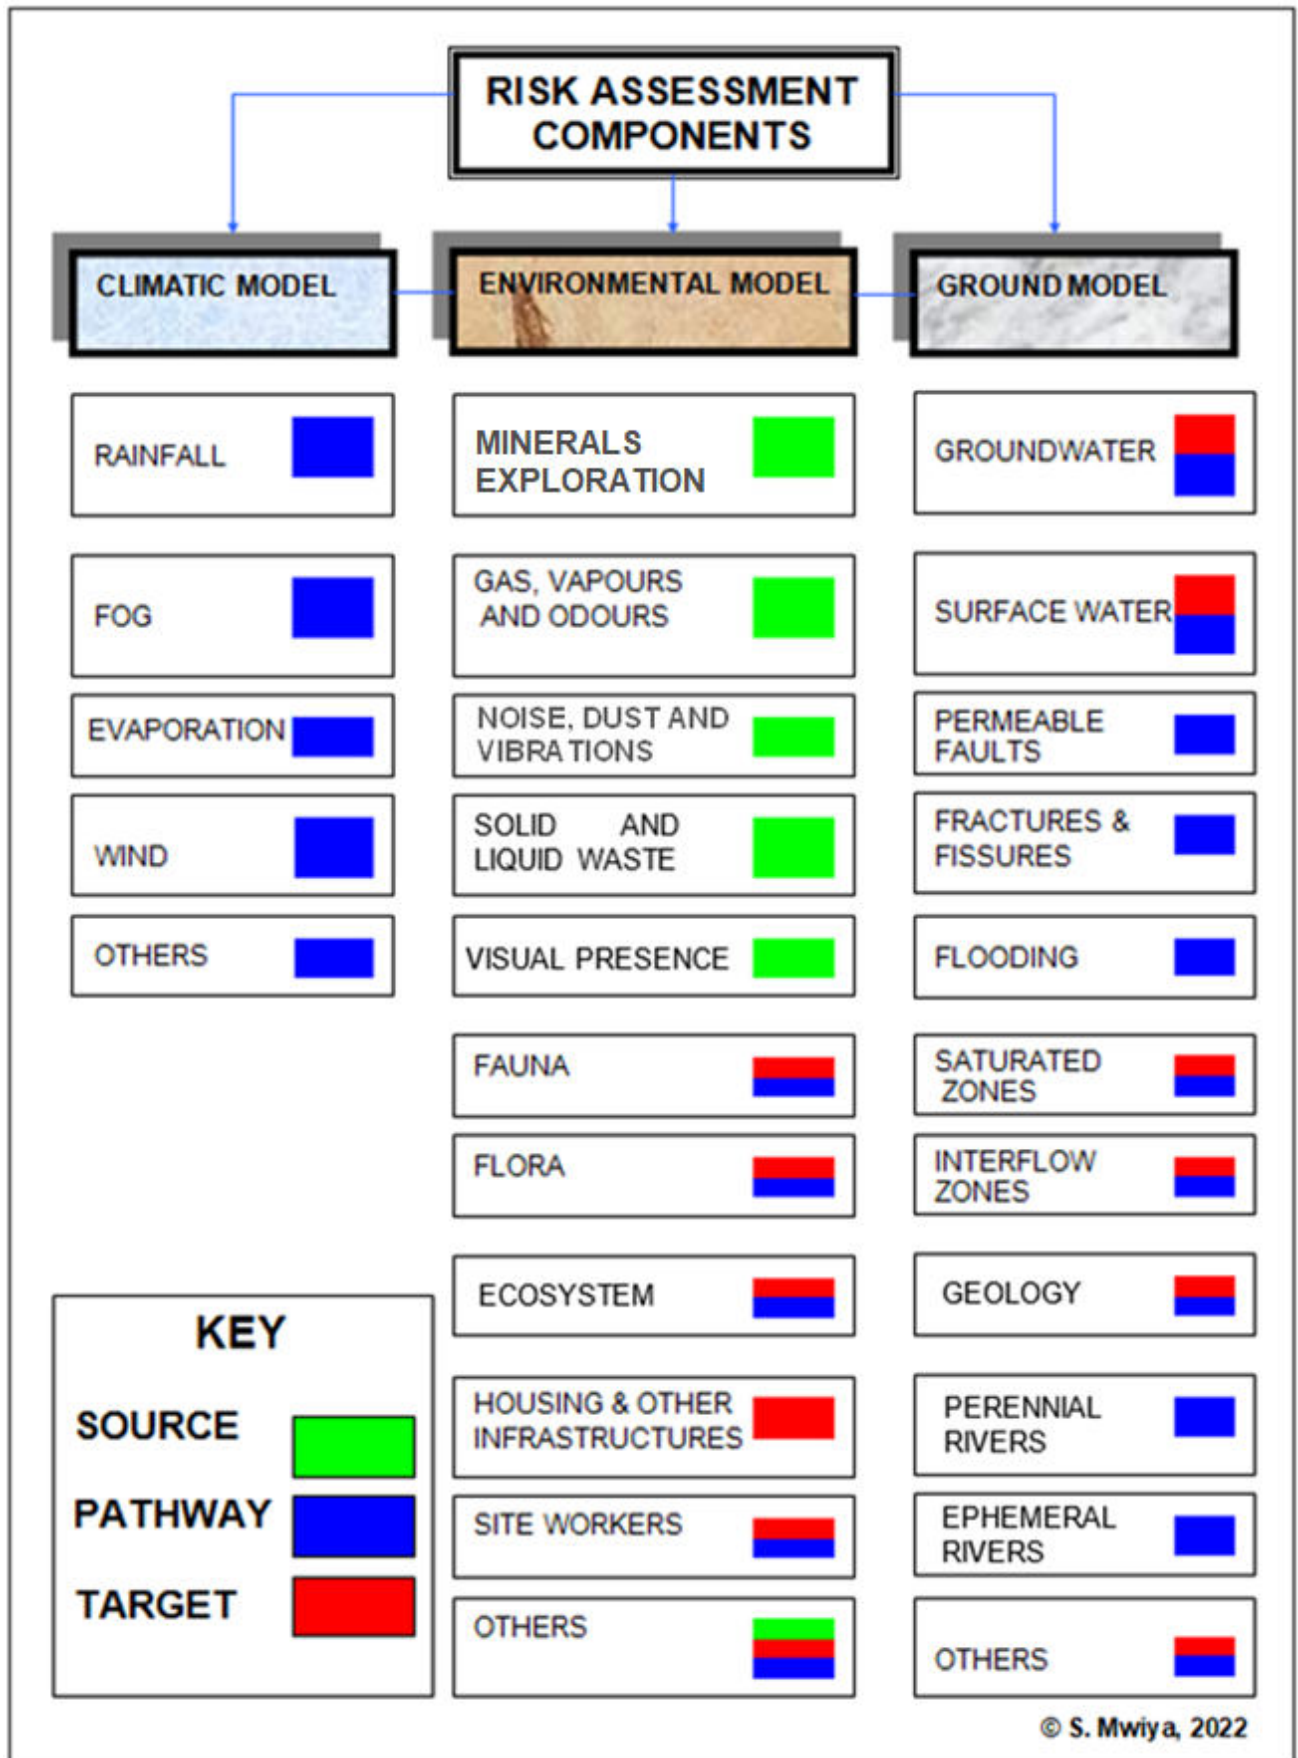 RISK ASSESSMENT
COMPONENTS
CLIMATIC MODEL
ENVIRONMENTAL MODEL
GROUND MODEL
RAINFALL
FOG
EVAPORATION
WIND
OTHERS
MINERALS
EXPLORATION
GAS, VAPOURS
AND ODOURS
NOISE, DUST AND
VIBRATIONS
SOLID AND
LIQUID WASTE
VISUAL PRESENCE
FAUNA
FLORA
ECOSYSTEM
HOUSING & OTHER
INFRASTRUCTURES
SITE WORKERS
OTHERS
GROUNDWATER
SURFACE WATER
PERMEABLE
FAULTS
FRACTURES &
FISSURES
FLOODING
SATURATED
ZONES
INTERFLOW
ZONES
GEOLOGY
PERENNIAL
RIVERS
EPHEMERAL
RIVERS
OTHERS
KEY
SOURCE
PATHWAY
TARGET
© S. Mwiya, 2022